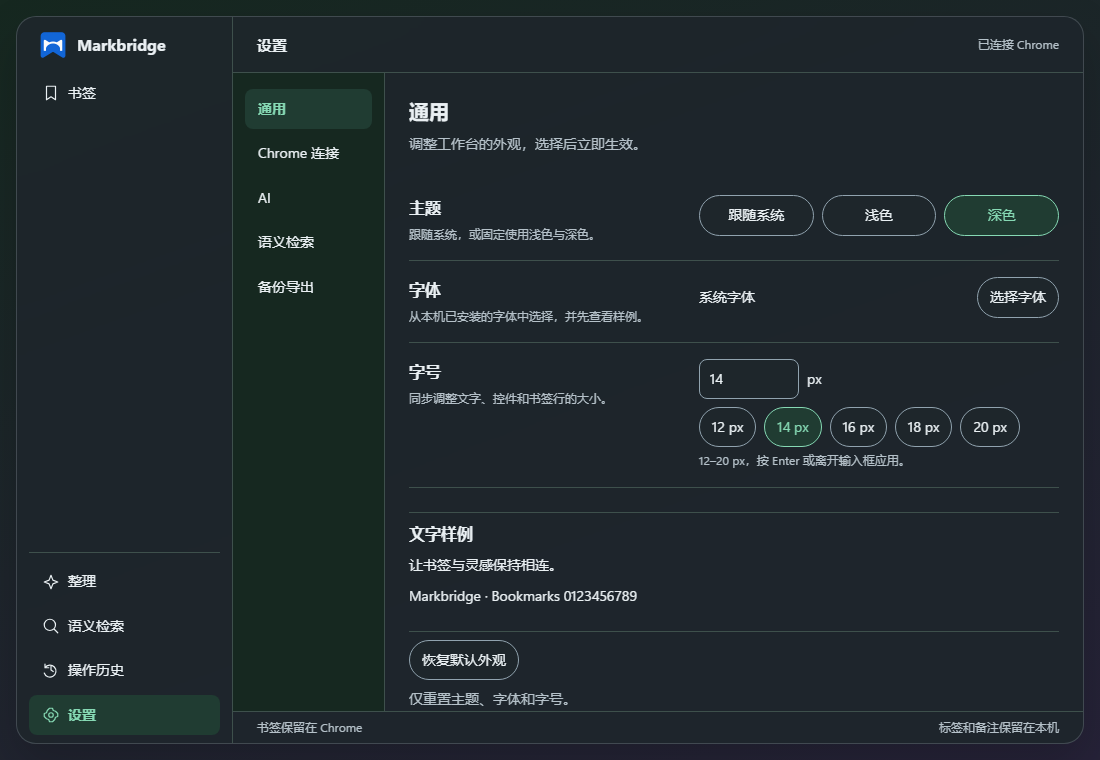 Markbridge
书签
整理
语义检索
操作历史
设置
设置
已连接 Chrome
通用
Chrome 连接
AI
语义检索
备份导出
通用
调整工作台的外观，选择后立即生效。
主题
跟随系统，或固定使用浅色与深色。
跟随系统
浅色
深色
字体
从本机已安装的字体中选择，并先查看样例。
系统字体
选择字体
字号
同步调整文字、控件和书签行的大小。
14 px
12 px
14 px
16 px
18 px
20 px
12–20 px，按 Enter 或离开输入框应用。
文字样例
让书签与灵感保持相连。
Markbridge · Bookmarks 0123456789
恢复默认外观
仅重置主题、字体和字号。
书签保留在 Chrome
标签和备注保留在本机